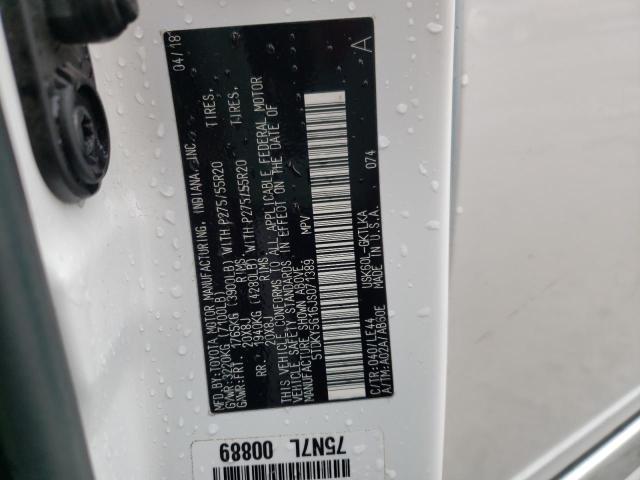 MFD.BY:TOYOTA MOTOR MANUFACTURING, INDIANA, INC. 04/18
GVWR:3220KG (7100LB)
GAWR:FRT. 1765KG (3900LB) WITH P275/55R20 TIRES,
20X8J RIMS,
RR. 1940KG (4280LB) WITH P275/55R20 TIRES,
20X8J RIMS.
THIS VEHICLE CONFORMS TO ALL APPLICABLE FEDERAL MOTOR
VEHICLE SAFETY STANDARDS IN EFFECT ON THE DATE OF
MANUFACTURE SHOWN ABOVE.
5TDKY5G16JS071389 MPV
A
C/TR:040/LE44 USK60L-GKTLKA 074
A/TM:A02A/AB60E MADE IN U.S.A.
75N7L 00889